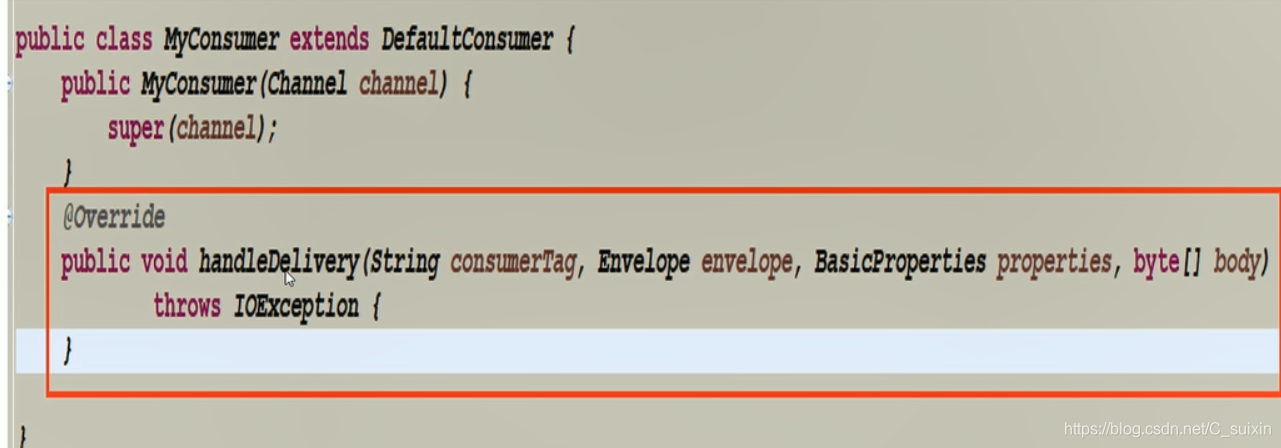 public class MyConsumer extends DefaultConsumer {
public MyConsumer(Channel channel) {
super(channel);
}
@Override
public void handleDelivery(String consumerTag, Envelope envelope, BasicProperties properties, byte[] body)
throws IOException {
}
}
https://blog.csdn.net/C_suixin